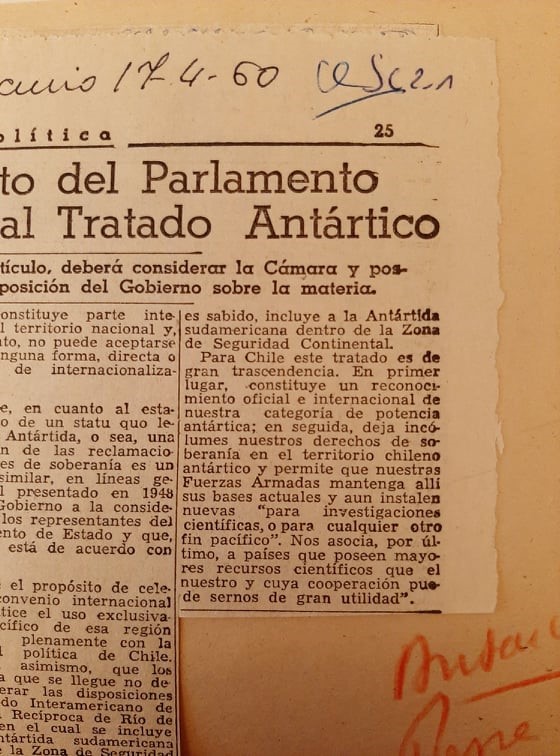 17-4-60
olítica
25
to del Parlamento
al Tratado Antártico
tículo, deberá considerar la Cámara y pos-
posición del Gobierno sobre la materia.
onstituye parte inte-
l territorio nacional y,
to, no puede aceptarse
nguna forma, directa o
de internacionaliza-
e, en cuanto al esta-
o de un statu quo le-
Antártida, o sea, una
n de las reclamacio-
es de soberanía es un
similar, en líneas ge-
l presentado en 1948
Gobierno a la conside-
los representantes del
ento de Estado y que,
está de acuerdo con
el propósito de cele-
convenio internacional
tice el uso exclusiva-
cífico de esa región
plenamente con la
l política de Chile.
asimismo, que los
a que se llegue no de-
erar las disposiciones
do Interamericano de
Recíproca de Río de
en el cual se incluye
ntártida sudamericana
la Zona de Seguridad
es sabido, incluye a la Antártida
sudamericana dentro de la Zona
de Seguridad Continental.
Para Chile este tratado es de
gran trascendencia. En primer
lugar, constituye un reconoci-
miento oficial e internacional de
nuestra categoría de potencia
antártica; en seguida, deja incó-
lumes nuestros derechos de so-
beranía en el territorio chileno
antártico y permite que nuestras
Fuerzas Armadas mantenga allí
sus bases actuales y aun instalen
nuevas "para investigaciones
científicas, o para cualquier otro
fin pacífico". Nos asocia, por úl-
timo, a países que poseen mayo-
res recursos científicos que el
nuestro y cuya cooperación pue-
de sernos de gran utilidad".